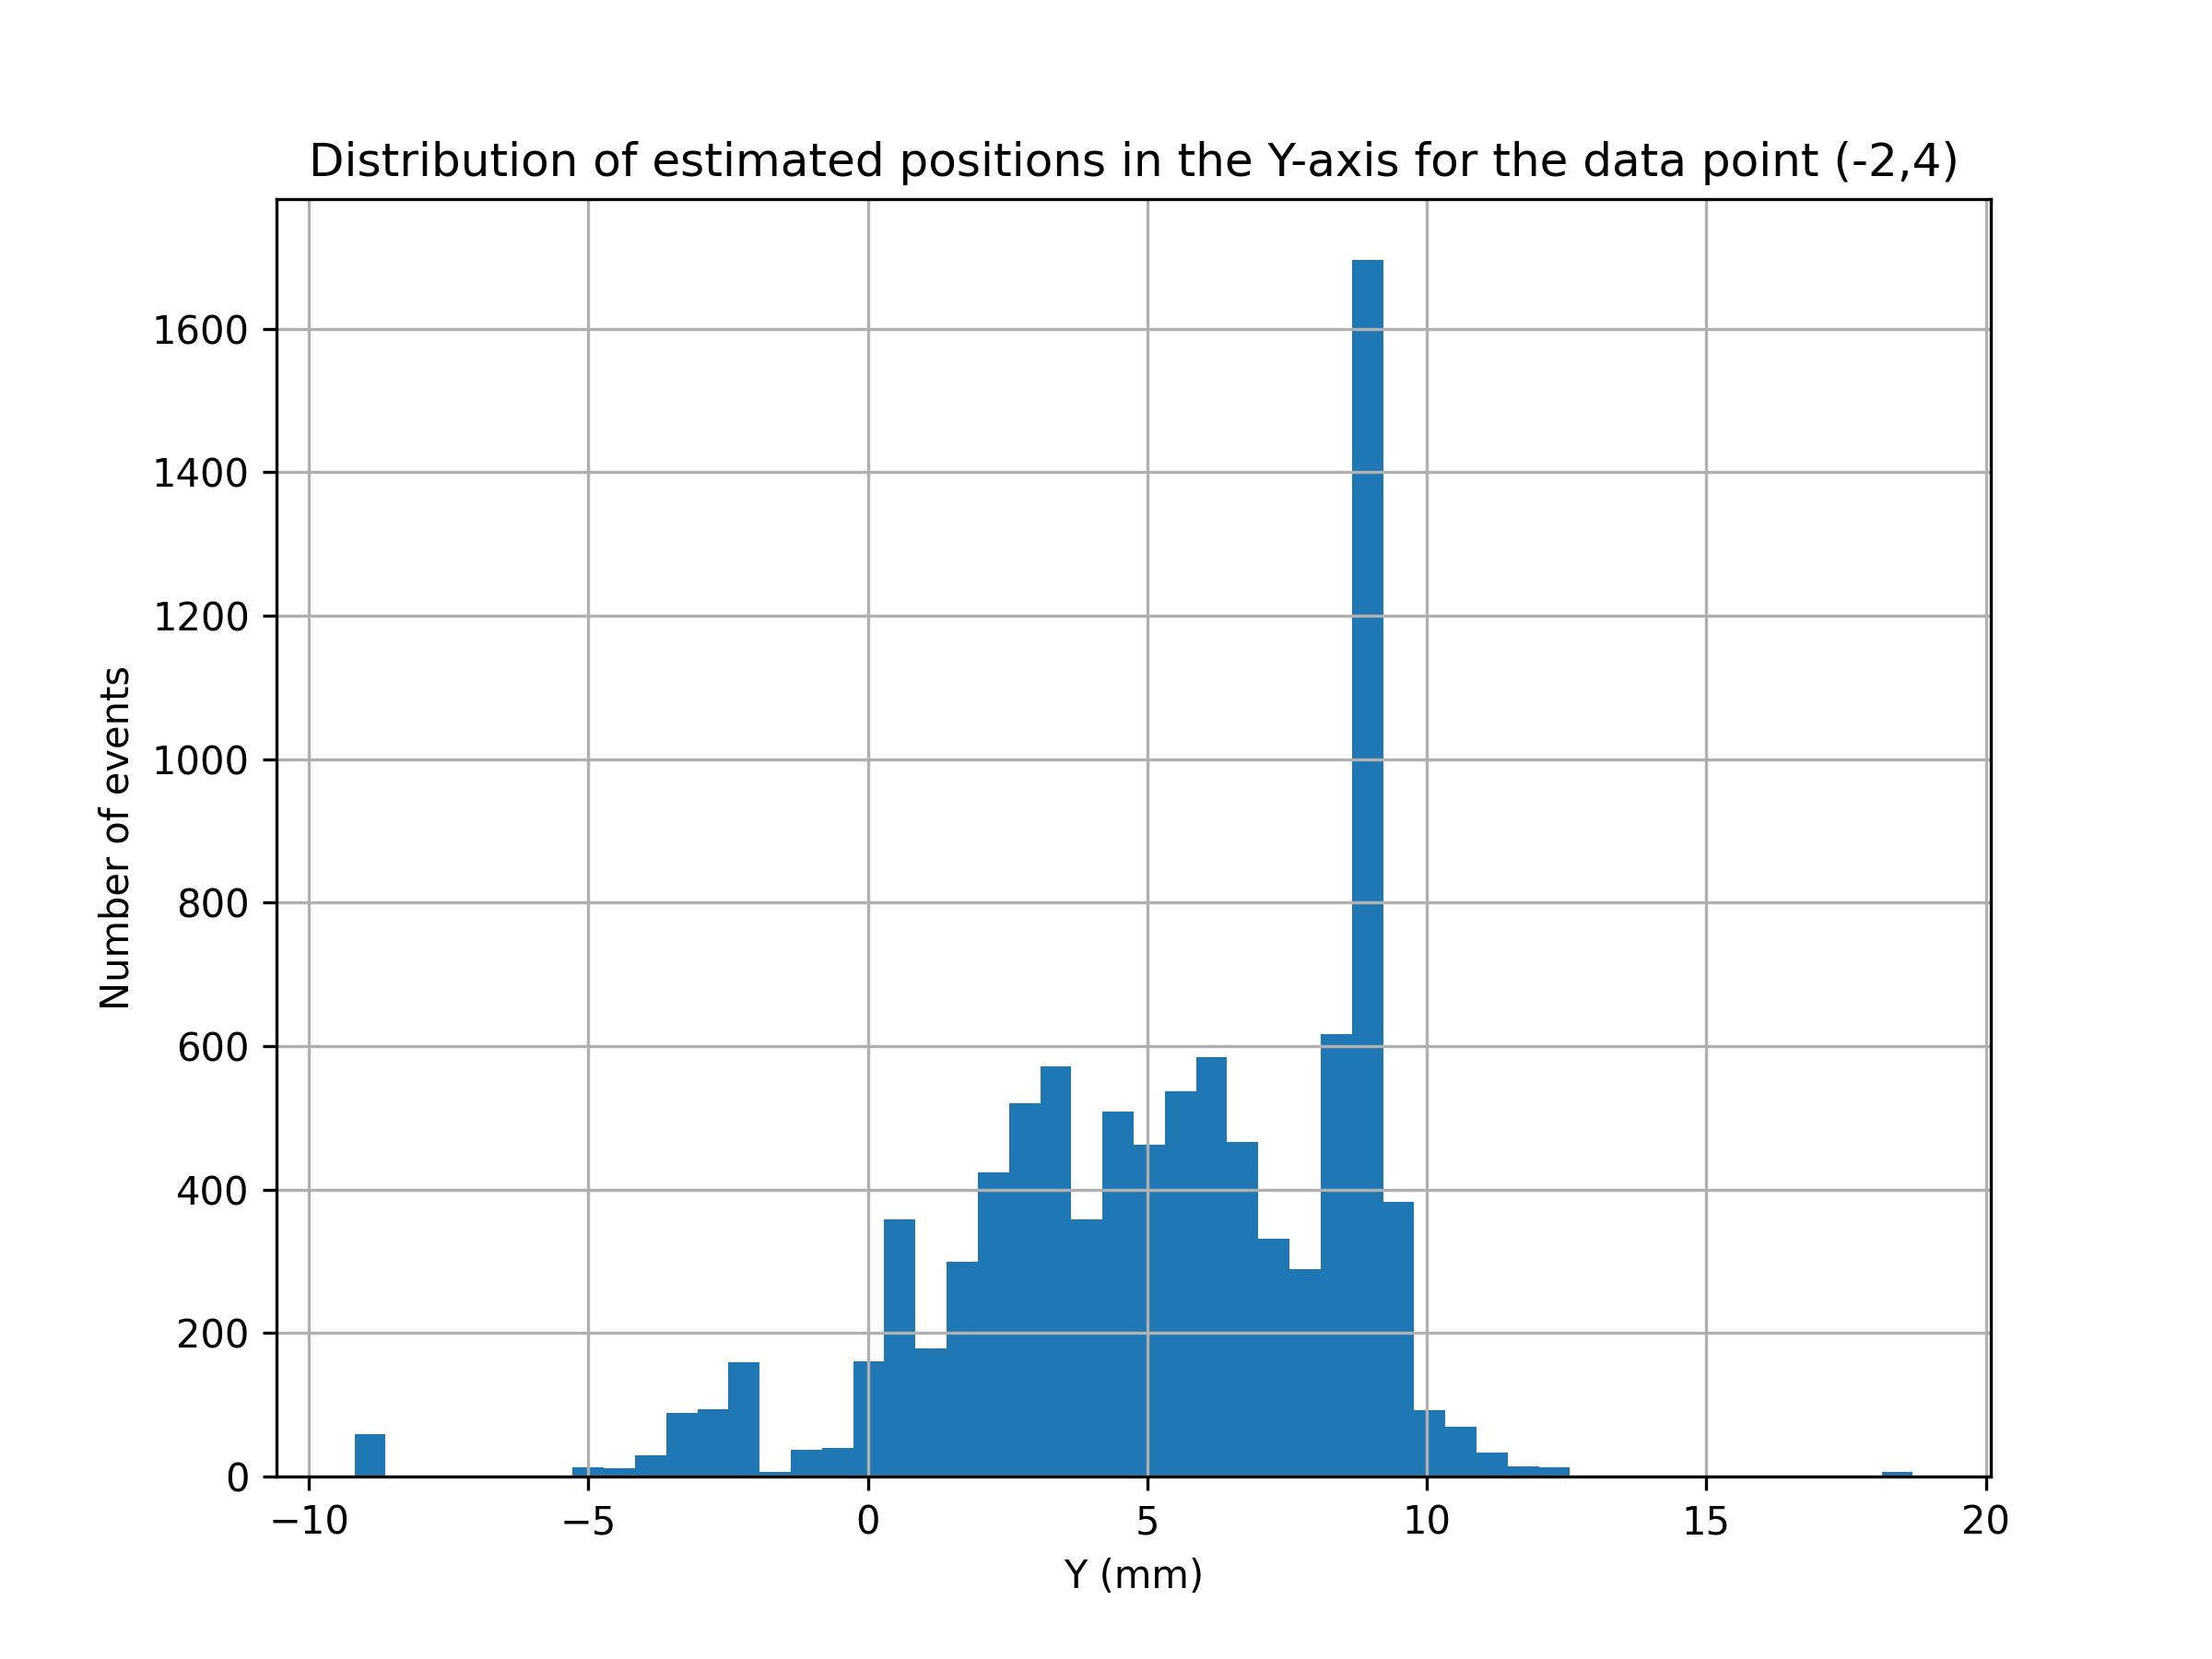 Distribution of estimated positions in the Y-axis for the data point (-2,4)
1600
1400
1200
1000
800
600
400
200
0
Number of events
−10 −5 0 5 10 15 20
Y (mm)